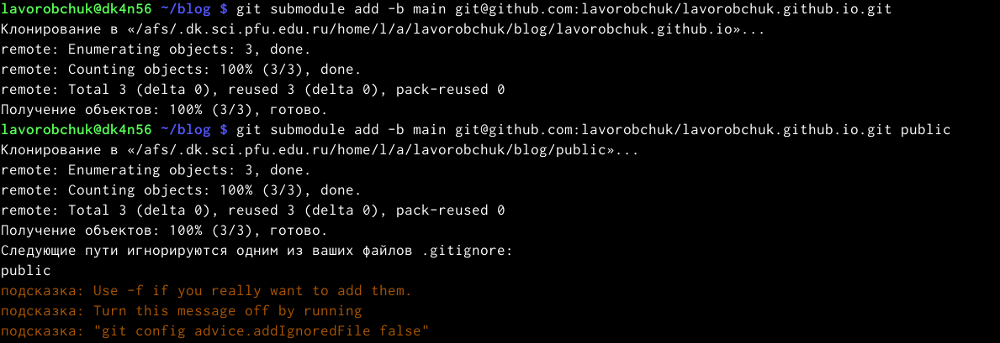 lavorobchuk@dk4n56 ~/blog $ git submodule add -b main git@github.com:lavorobchuk/lavorobchuk.github.io.git
Клонирование в «/afs/.dk.sci.pfu.edu.ru/home/l/a/lavorobchuk/blog/lavorobchuk.github.io»...
remote: Enumerating objects: 3, done.
remote: Counting objects: 100% (3/3), done.
remote: Total 3 (delta 0), reused 3 (delta 0), pack-reused 0
Получение объектов: 100% (3/3), готово.
lavorobchuk@dk4n56 ~/blog $ git submodule add -b main git@github.com:lavorobchuk/lavorobchuk.github.io.git public
Клонирование в «/afs/.dk.sci.pfu.edu.ru/home/l/a/lavorobchuk/blog/public»...
remote: Enumerating objects: 3, done.
remote: Counting objects: 100% (3/3), done.
remote: Total 3 (delta 0), reused 3 (delta 0), pack-reused 0
Получение объектов: 100% (3/3), готово.
Следующие пути игнорируются одним из ваших файлов .gitignore:
public
подсказка: Use -f if you really want to add them.
подсказка: Turn this message off by running
подсказка: "git config advice.addIgnoredFile false"